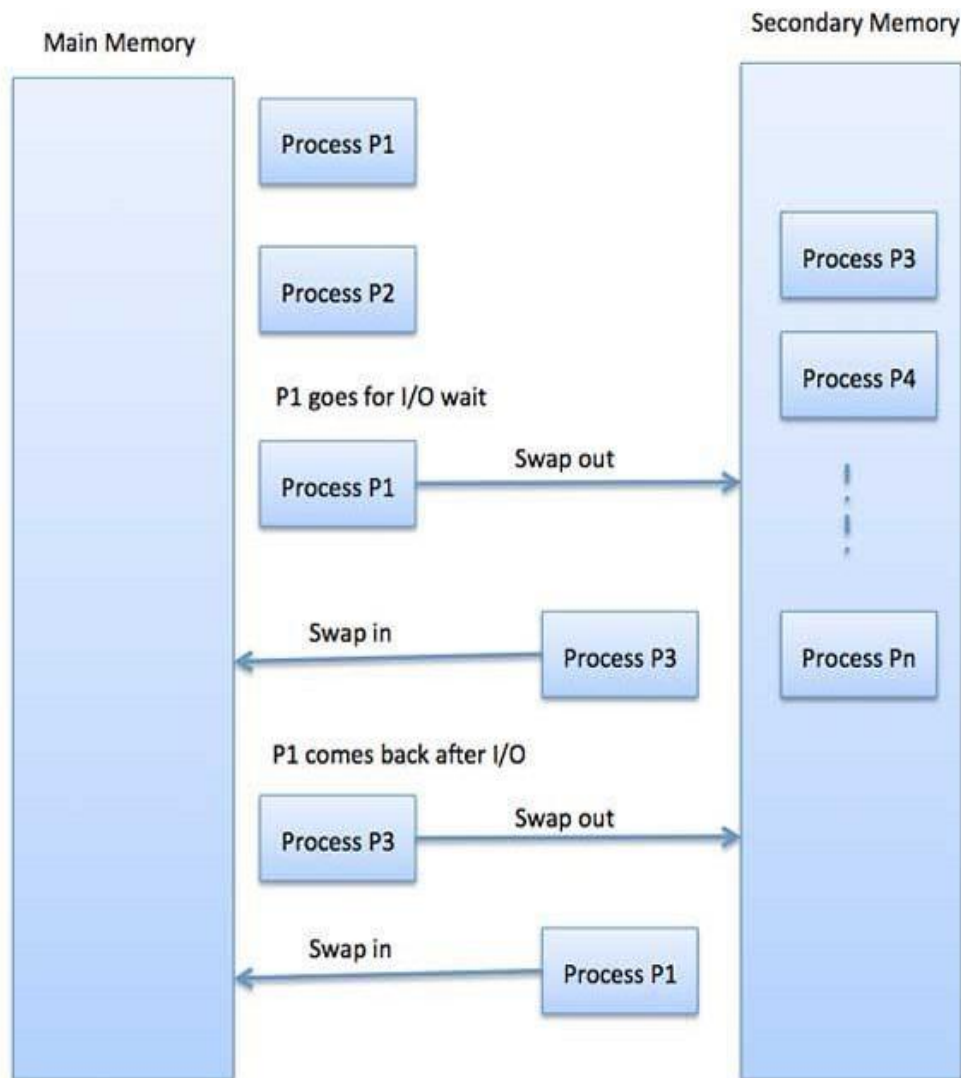 Main Memory
Secondary Memory
Process P1
Process P2
Process P3
Process P4
P1 goes for I/O wait
Process P1
Swap out
Swap in
Process P3
Process Pn
P1 comes back after I/O
Process P3
Swap out
Swap in
Process P1